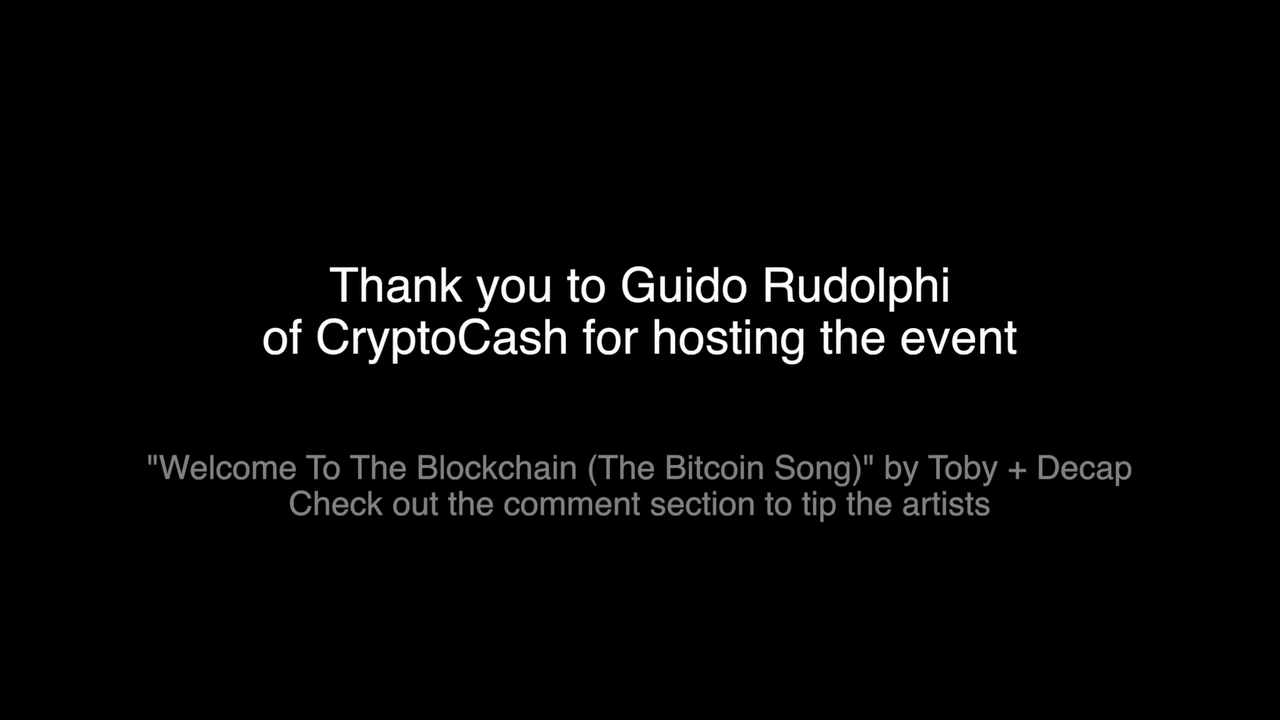 Thank you to Guido Rudolphi
of CryptoCash for hosting the event
"Welcome To The Blockchain (The Bitcoin Song)" by Toby + Decap
Check out the comment section to tip the artists